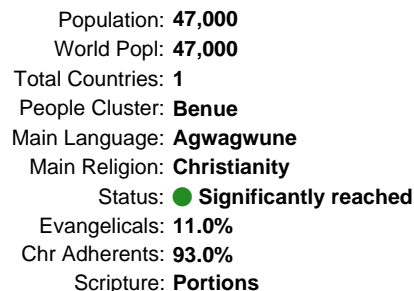 Population: 47,000
World Popl: 47,000
Total Countries: 1
People Cluster: Benue
Main Language: Agwagwune
Main Religion: Christianity
Status: Significantly reached
Evangelicals: 11.0%
Chr Adherents: 93.0%
Scripture: Portions